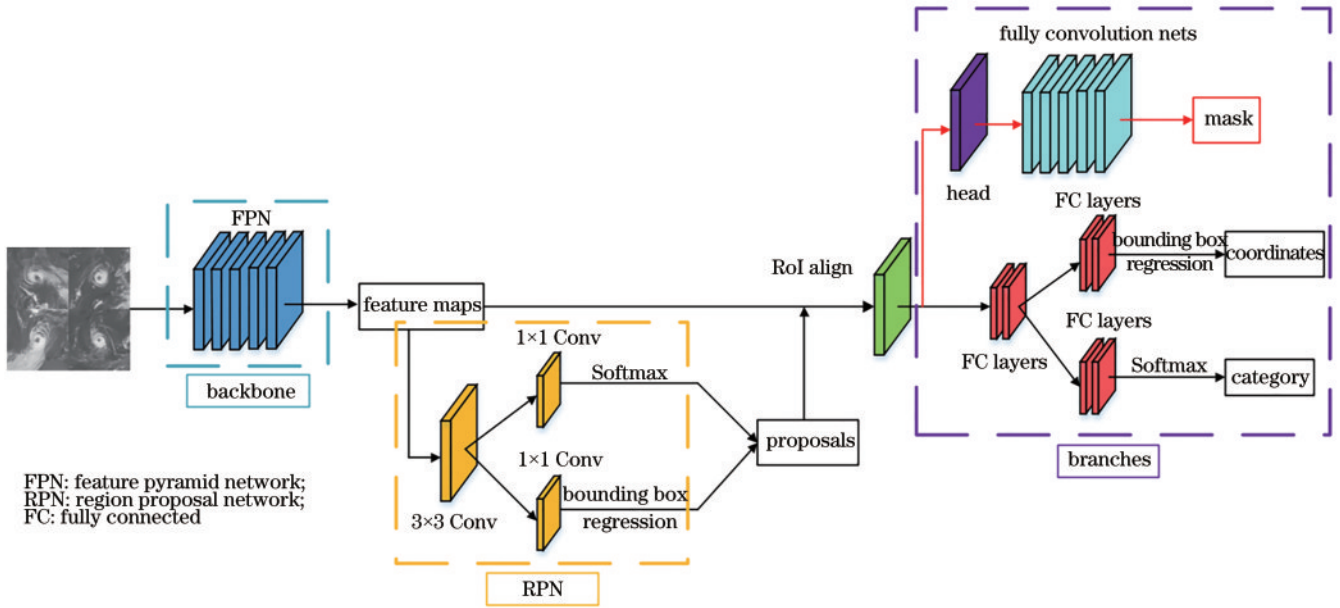 fully convolution nets
mask
head
FC layers
FPN
bounding box
regression
coordinates
RoI align
feature maps
1×1 Conv
FC layers
FC layers
Softmax
category
backbone
Softmax
proposals
branches
1×1 Conv
bounding box
regression
3×3 Conv
FPN: feature pyramid network;
RPN: region proposal network;
FC: fully connected
RPN